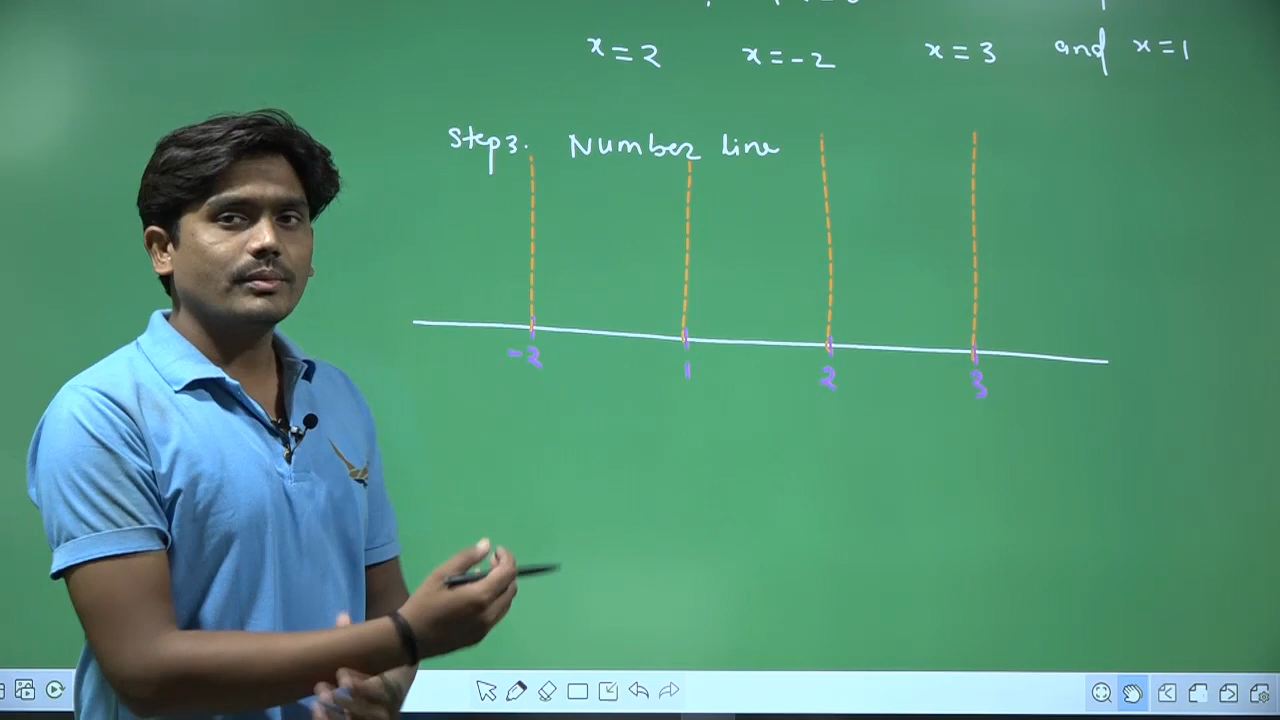 x = 2 x = -2 x = 3 and x = 1
Step 3. Number line
-2 1 2 3